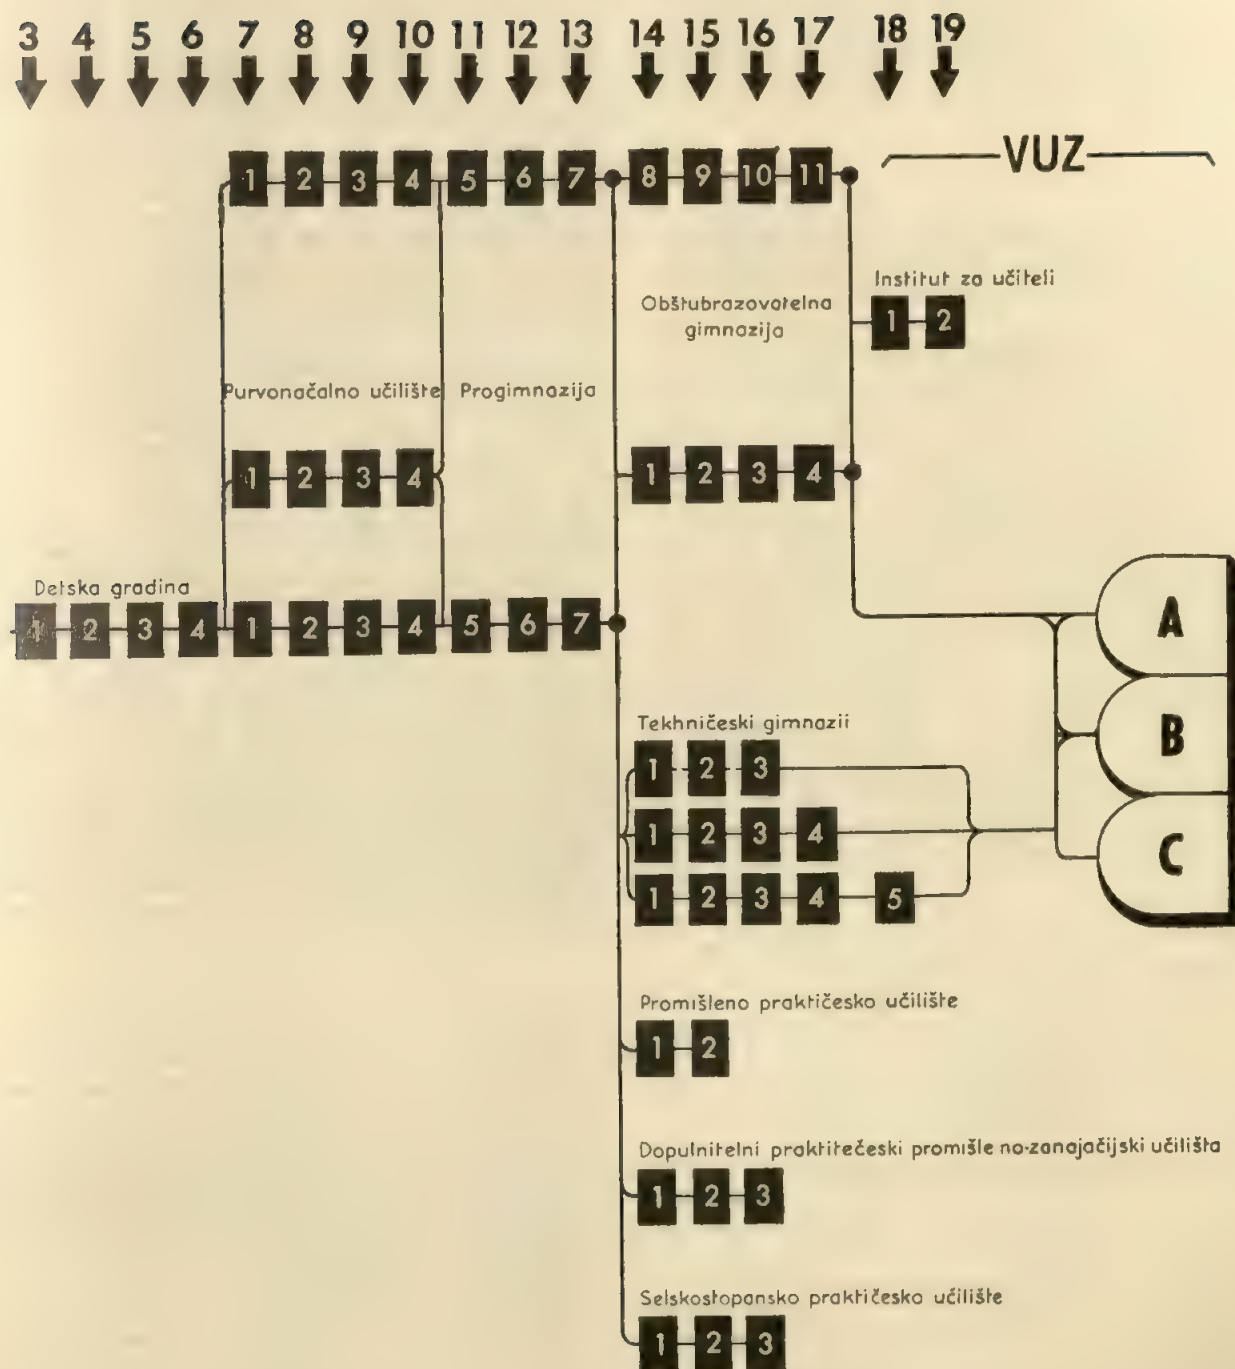 3 4 5 6 7 8 9 10 11 12 13 14 15 16 17 18 19
VUZ
1 2 3 4 5 6 7 8 9 10 11
Institut za učiteli
1 2
Obštubrazovatelna
gimnazija
Purvonačalno učilište Progimnazija
1 2 3 4 1 2 3 4
Detska gradina
1 2 3 4 1 2 3 4 5 6 7
A
B
C
Tekhničeski gimnazii
1 2 3
1 2 3 4
1 2 3 4 5
Promišleno praktičesko učilište
1 2
Dopulnitelni praktitečeski promišle no-zanajačijski učilišta
1 2 3
Selskostopansko praktičesko učilište
1 2 3